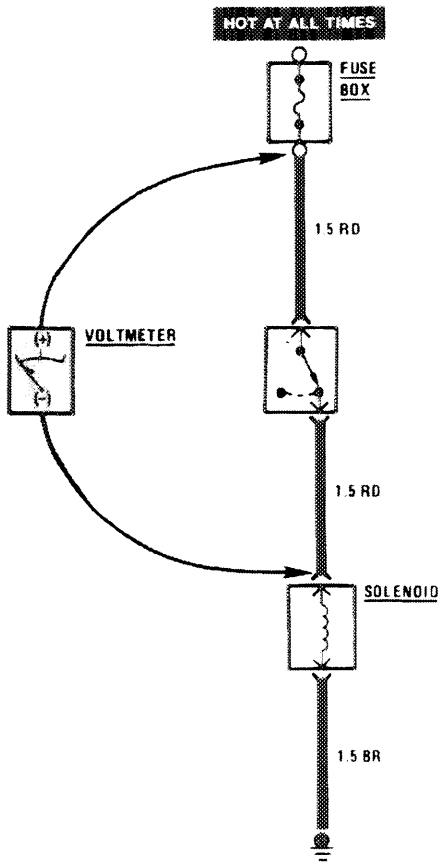 HOT AT ALL TIMES
FUSE
BOX
1.5 RD
VOLTMETER
(+)
(-)
1.5 RD
SOLENOID
1.5 BR